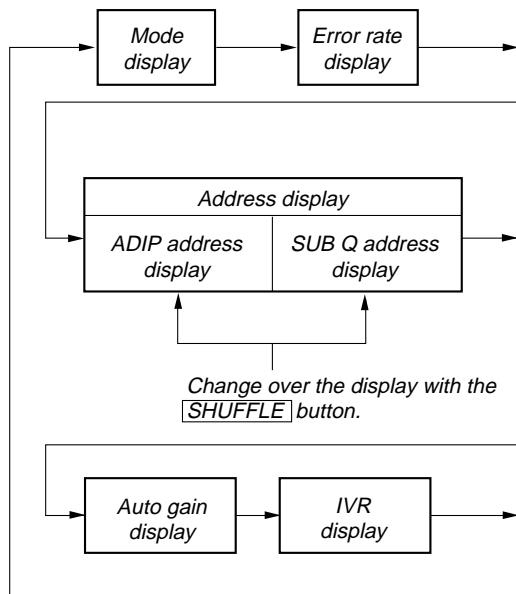 Mode
display
Error rate
display
Address display
ADIP address
display
SUB Q address
display
Change over the display with the
SHUFFLE button.
Auto gain
display
IVR
display